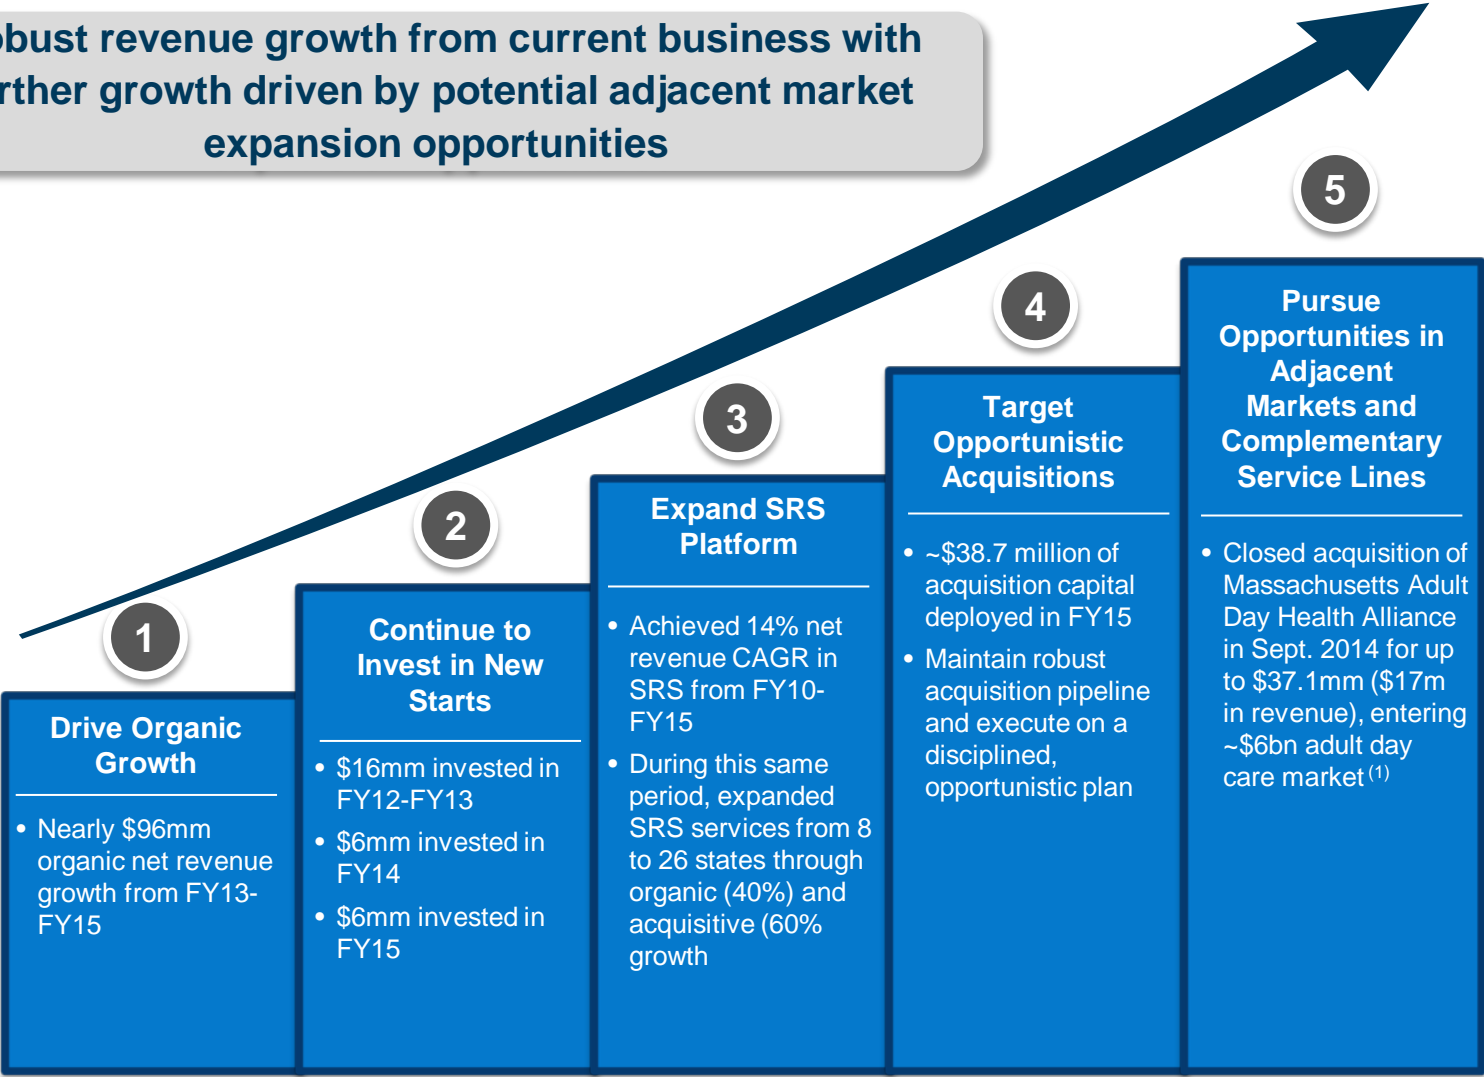 obust revenue growth from current business with
rther growth driven by potential adjacent market
expansion opportunities
1
Drive Organic
Growth
• Nearly $96mm
organic net revenue
growth from FY13-
FY15
2
Continue to
Invest in New
Starts
• $16mm invested in
FY12-FY13
• $6mm invested in
FY14
• $6mm invested in
FY15
3
Expand SRS
Platform
• Achieved 14% net
revenue CAGR in
SRS from FY10-
FY15
• During this same
period, expanded
SRS services from 8
to 26 states through
organic (40%) and
acquisitive (60%
growth
4
Target
Opportunistic
Acquisitions
• ~$38.7 million of
acquisition capital
deployed in FY15
• Maintain robust
acquisition pipeline
and execute on a
disciplined,
opportunistic plan
5
Pursue
Opportunities in
Adjacent
Markets and
Complementary
Service Lines
• Closed acquisition of
Massachusetts Adult
Day Health Alliance
in Sept. 2014 for up
to $37.1mm ($17m
in revenue), entering
~$6bn adult day
care market (1)